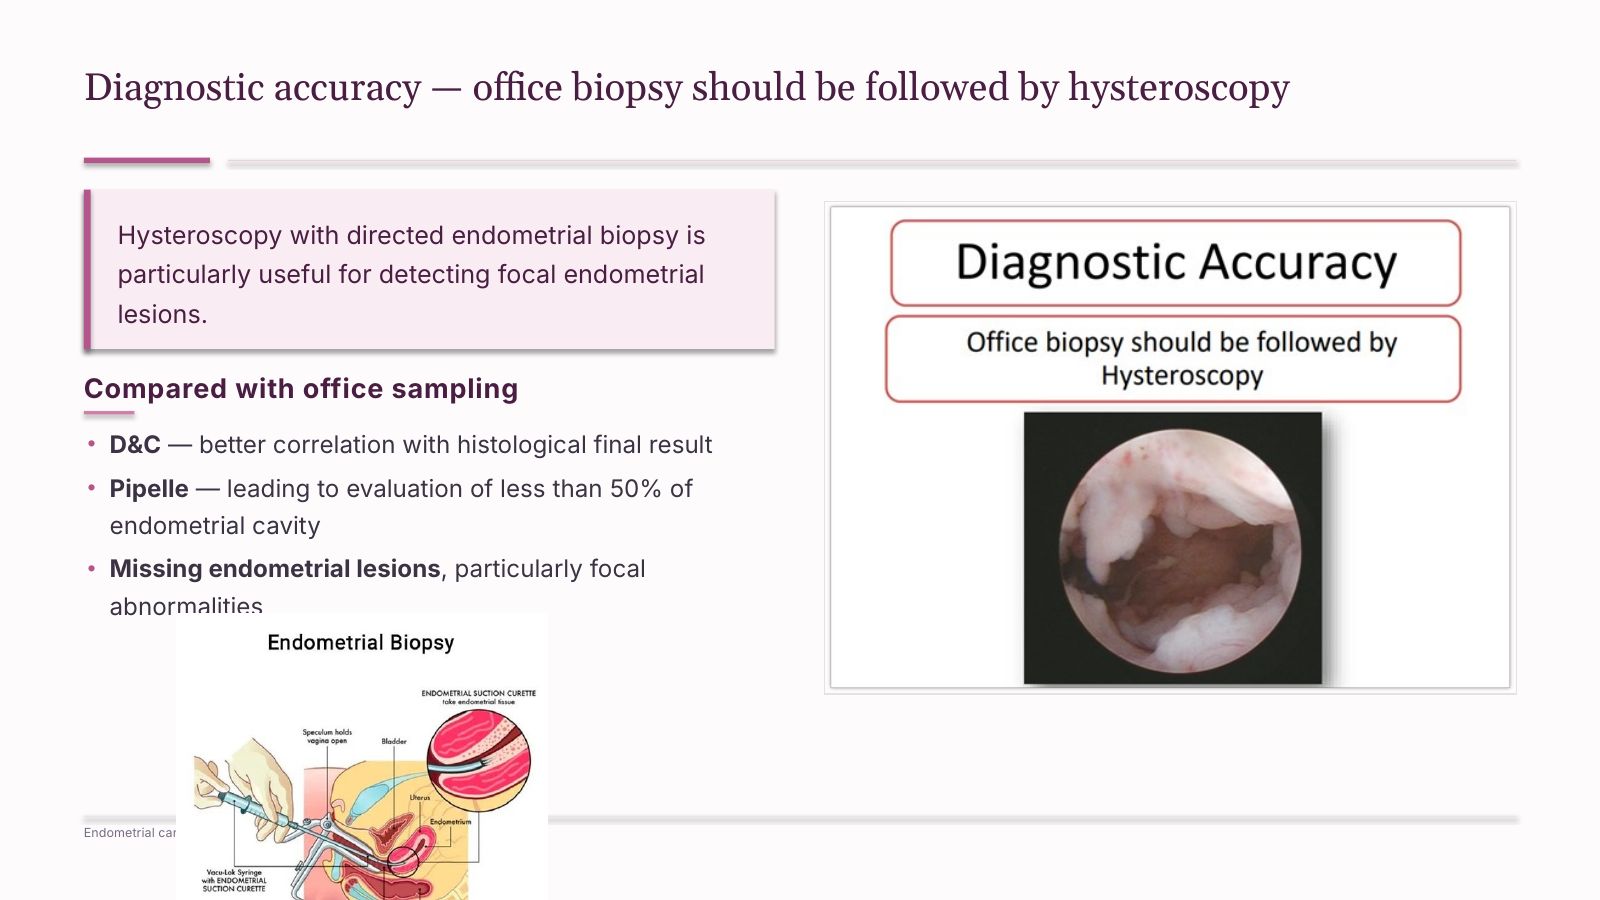 Diagnostic accuracy — office biopsy should be followed by hysteroscopy
Hysteroscopy with directed endometrial biopsy is
particularly useful for detecting focal endometrial
lesions.
Compared with office sampling
• D&C — better correlation with histological final result
• Pipelle — leading to evaluation of less than 50% of
endometrial cavity
• Missing endometrial lesions, particularly focal
abnormalities
Endometrial Biopsy
ENDOMETRIAL SUCTION CURETTE
take endometrial tissue
Speculum holds
vagina open
Bladder
Uterus
Endometrium
Vacu-Lok Syringe
with ENDOMETRIAL
SUCTION CURETTE
Endometrial
Diagnostic Accuracy
Office biopsy should be followed by
Hysteroscopy